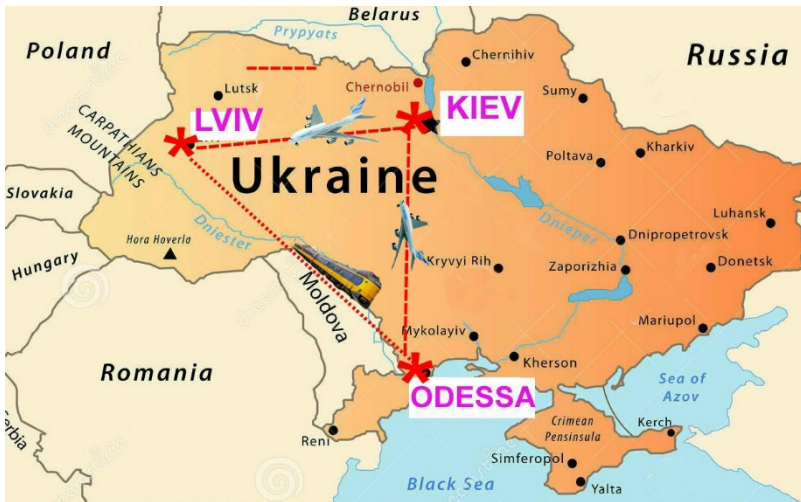 Belarus
Prypyats
Poland
Russia
Chernihiv
Lutsk
Chernobil
Sumy
KIEV
LVIV
CARPATHIANS
MOUNTAINS
Ukraine
Kharkiv
Poltava
Slovakia
Dniester
Dnieper
Luhansk
Hora Hoverla
Dnipropetrovsk
Hungary
Kryvyi Rih
Zaporizhia
Donetsk
Moldova
Mykolayiv
Mariupol
Kherson
Romania
ODESSA
Sea of
Azov
Crimean
Pensinsula
Kerch
Reni
Serbia
Simferopol
Black Sea
Yalta